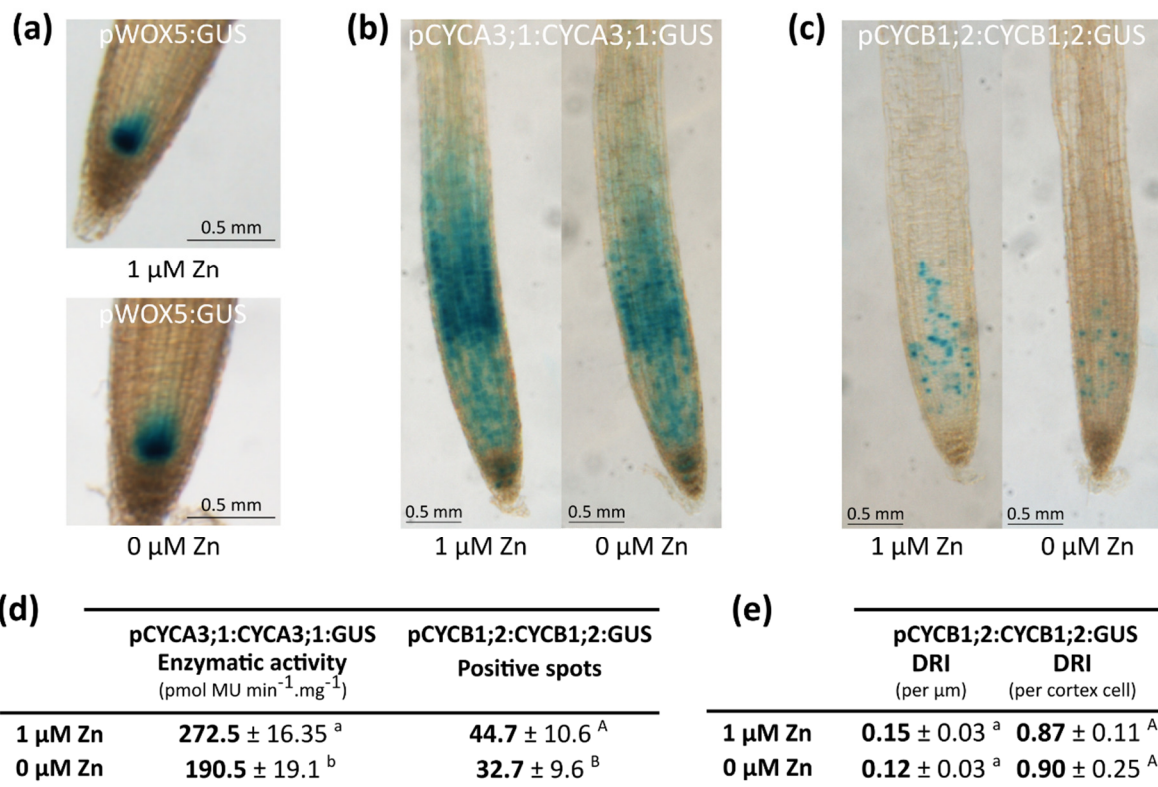 (a)
pWOX5:GUS
0.5 mm
1 µM Zn
pWOX5:GUS
0.5 mm
0 µM Zn
(b)
pCYCA3;1:CYCA3;1:GUS
0.5 mm 0.5 mm
1 µM Zn 0 µM Zn
(c)
pCYCB1;2:CYCB1;2:GUS
0.5 mm 0.5 mm
1 µM Zn 0 µM Zn
(d)
pCYCA3;1:CYCA3;1:GUS pCYCB1;2:CYCB1;2:GUS
Enzymatic activity Positive spots
(pmol MU min⁻¹.mg⁻¹)
1 µM Zn 272.5 ± 16.35 ᵃ 44.7 ± 10.6 ᴬ
0 µM Zn 190.5 ± 19.1 ᵇ 32.7 ± 9.6 ᴮ
(e)
pCYCB1;2:CYCB1;2:GUS
DRI DRI
(per µm) (per cortex cell)
1 µM Zn 0.15 ± 0.03 ᵃ 0.87 ± 0.11 ᴬ
0 µM Zn 0.12 ± 0.03 ᵃ 0.90 ± 0.25 ᴬ